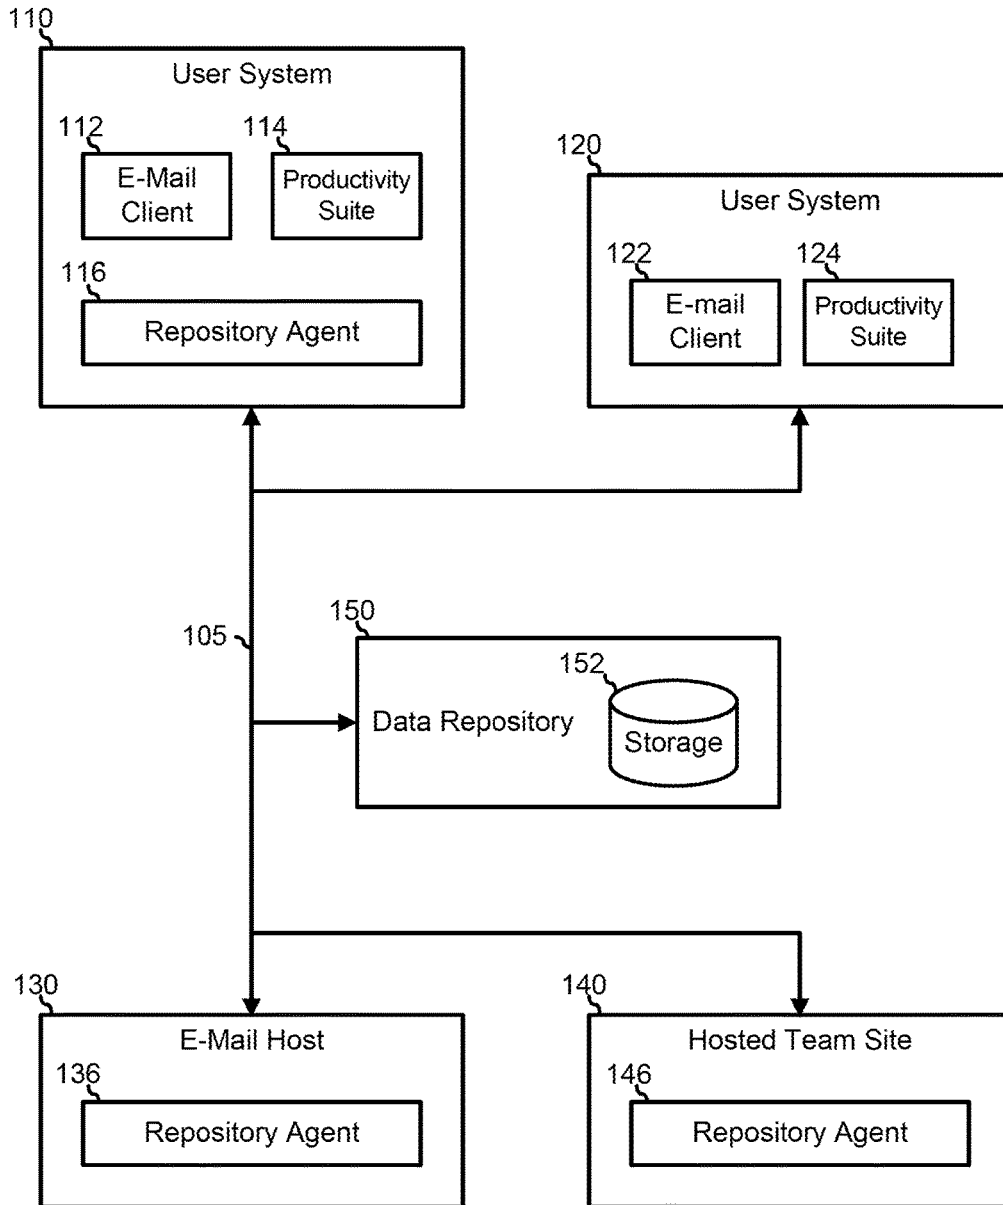 110
User System
112
114
E-Mail
Client
Productivity
Suite
116
Repository Agent
120
User System
122
124
E-mail
Client
Productivity
Suite
105
150
152
Data Repository
Storage
130
E-Mail Host
136
Repository Agent
140
Hosted Team Site
146
Repository Agent